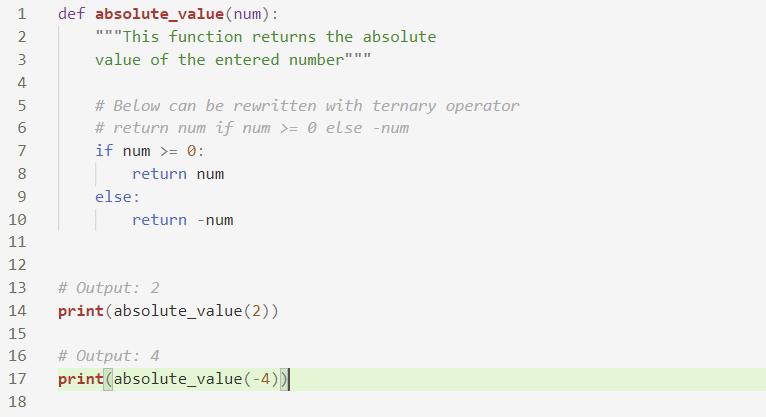 1 def absolute_value(num):
2     """This function returns the absolute
3     value of the entered number"""
4
5     # Below can be rewritten with ternary operator
6     # return num if num >= 0 else -num
7     if num >= 0:
8         return num
9     else:
10         return -num
11
12
13 # Output: 2
14 print(absolute_value(2))
15
16 # Output: 4
17 print(absolute_value(-4))
18